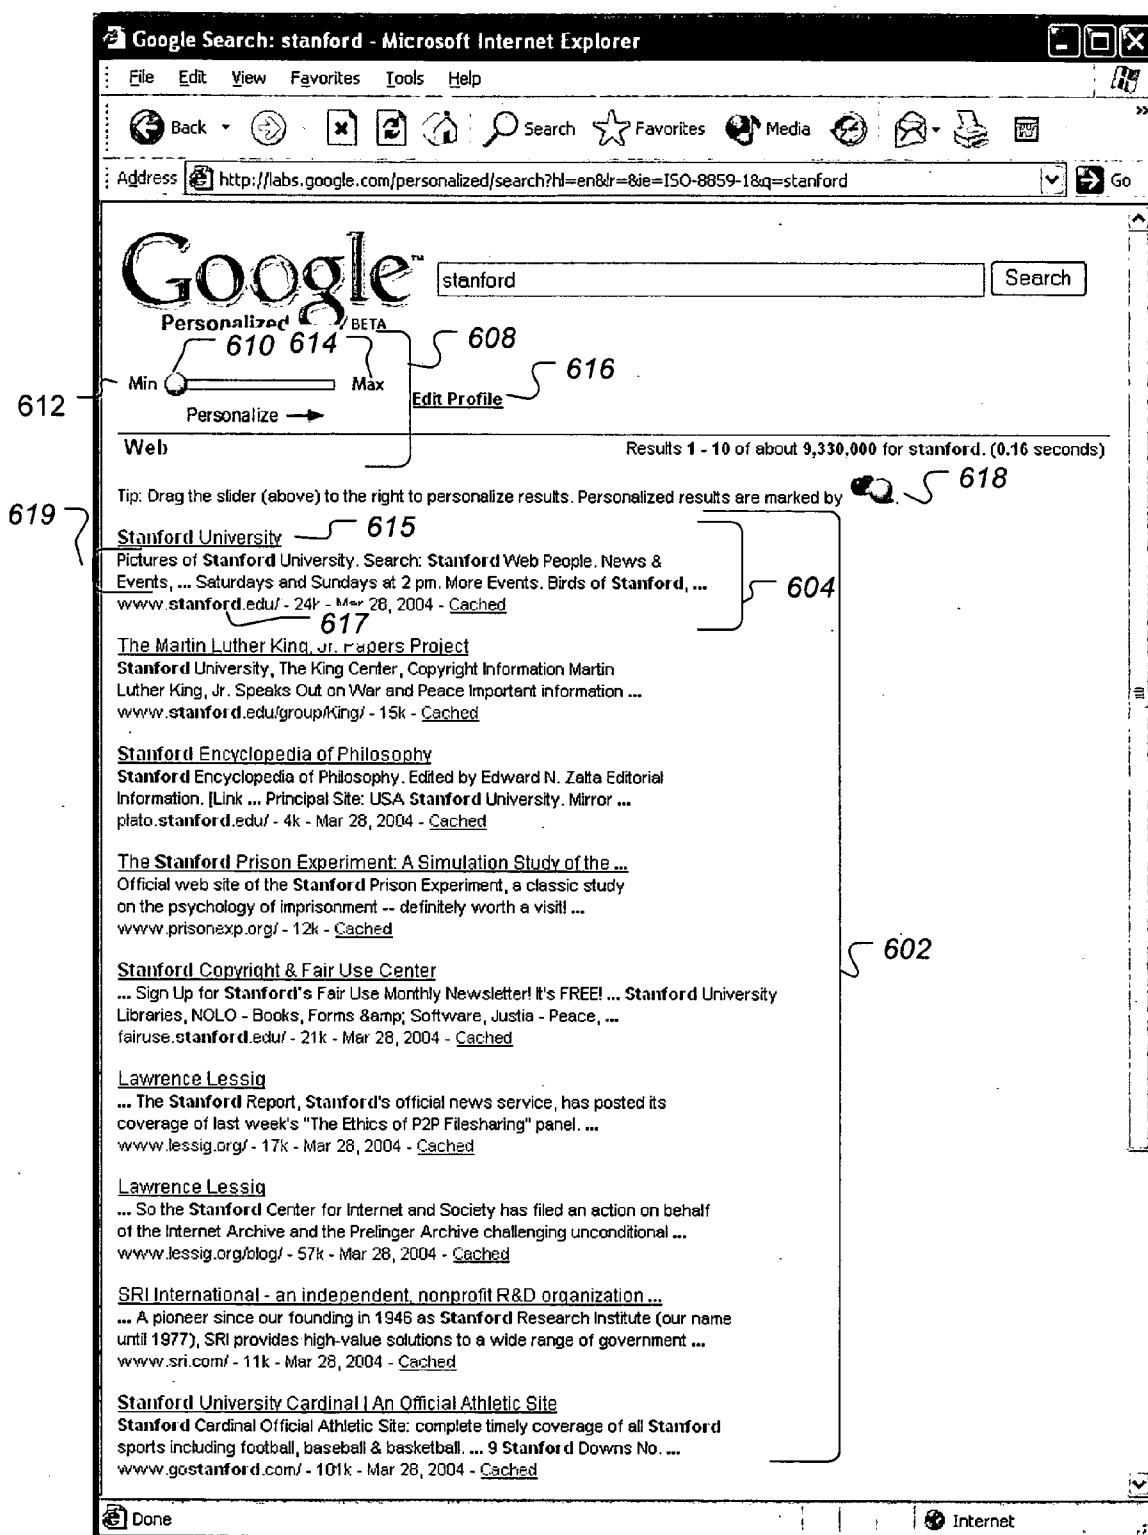 Google Search: stanford - Microsoft Internet Explorer
File Edit View Favorites Tools Help
Back Search Favorites Media
Address http://labs.google.com/personalized/search?hl=en&lr=&ie=ISO-8859-1&q=stanford Go
Google™ stanford Search
Personalized BETA
610 614 608
616
612 Min Max
Edit Profile
Personalize
Web Results 1 - 10 of about 9,330,000 for stanford. (0.16 seconds)
618
Tip: Drag the slider (above) to the right to personalize results. Personalized results are marked by .
619
Stanford University 615
Pictures of Stanford University. Search: Stanford Web People. News &
Events, ... Saturdays and Sundays at 2 pm. More Events. Birds of Stanford, ...
604
www.stanford.edu/ - 24k - Mar 28, 2004 - Cached
617
The Martin Luther King, Jr. Papers Project
Stanford University, The King Center, Copyright Information Martin
Luther King, Jr. Speaks Out on War and Peace Important information ...
www.stanford.edu/group/King/ - 15k - Cached
Stanford Encyclopedia of Philosophy
Stanford Encyclopedia of Philosophy. Edited by Edward N. Zalta Editorial
Information. [Link ... Principal Site: USA Stanford University. Mirror ...
plato.stanford.edu/ - 4k - Mar 28, 2004 - Cached
The Stanford Prison Experiment: A Simulation Study of the ...
Official web site of the Stanford Prison Experiment, a classic study
on the psychology of imprisonment -- definitely worth a visit! ...
www.prisonexp.org/ - 12k - Cached
602
Stanford Copyright & Fair Use Center
... Sign Up for Stanford's Fair Use Monthly Newsletter! It's FREE! ... Stanford University
Libraries, NOLO - Books, Forms &amp; Software, Justia - Peace, ...
fairuse.stanford.edu/ - 21k - Mar 28, 2004 - Cached
Lawrence Lessig
... The Stanford Report, Stanford's official news service, has posted its
coverage of last week's "The Ethics of P2P Filesharing" panel. ...
www.lessig.org/ - 17k - Mar 28, 2004 - Cached
Lawrence Lessig
... So the Stanford Center for Internet and Society has filed an action on behalf
of the Internet Archive and the Prelinger Archive challenging unconditional ...
www.lessig.org/blog/ - 57k - Mar 28, 2004 - Cached
SRI International - an independent, nonprofit R&D organization ...
... A pioneer since our founding in 1946 as Stanford Research Institute (our name
until 1977), SRI provides high-value solutions to a wide range of government ...
www.sri.com/ - 11k - Mar 28, 2004 - Cached
Stanford University Cardinal | An Official Athletic Site
Stanford Cardinal Official Athletic Site: complete timely coverage of all Stanford
sports including football, baseball & basketball. ... 9 Stanford Downs No. ...
www.gostanford.com/ - 101k - Mar 28, 2004 - Cached
Done Internet